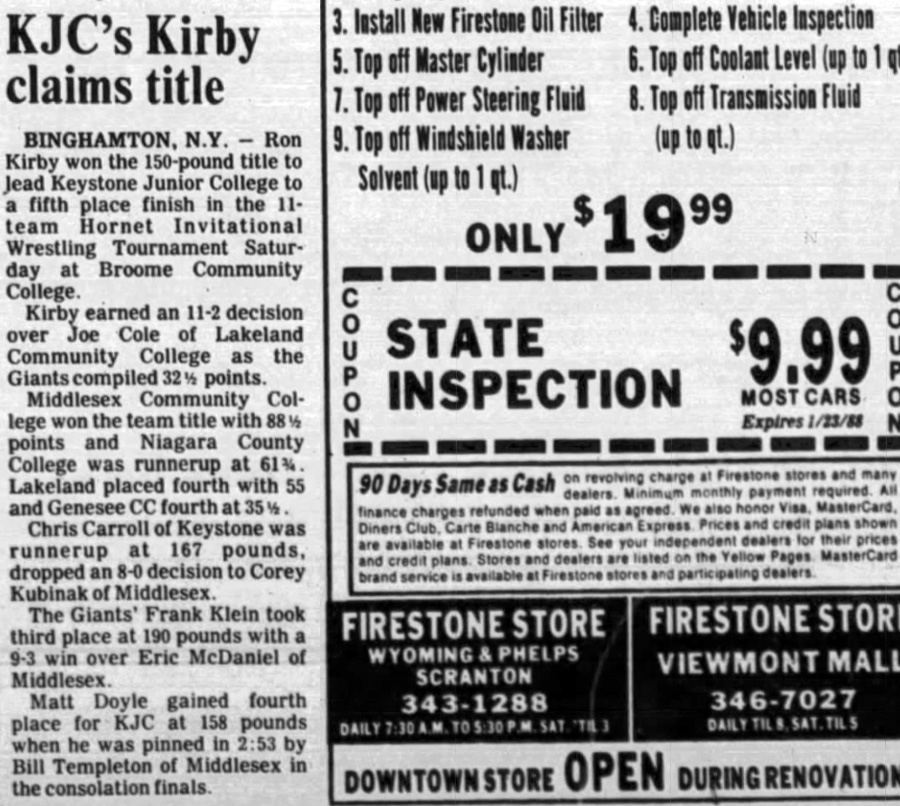 KJC's Kirby
claims title
BINGHAMTON, N.Y. — Ron
Kirby won the 150-pound title to
lead Keystone Junior College to
a fifth place finish in the 11-
team Hornet Invitational
Wrestling Tournament Satur-
day at Broome Community
College.
Kirby earned an 11-2 decision
over Joe Cole of Lakeland
Community College as the
Giants compiled 32½ points.
Middlesex Community Col-
lege won the team title with 88½
points and Niagara County
College was runnerup at 61¾.
Lakeland placed fourth with 55
and Genesee CC fourth at 35½.
Chris Carroll of Keystone was
runnerup at 167 pounds,
dropped an 8-0 decision to Corey
Kubinak of Middlesex.
The Giants' Frank Klein took
third place at 190 pounds with a
9-3 win over Eric McDaniel of
Middlesex.
Matt Doyle gained fourth
place for KJC at 158 pounds
when he was pinned in 2:53 by
Bill Templeton of Middlesex in
the consolation finals.
3. Install New Firestone Oil Filter
4. Complete Vehicle Inspection
5. Top off Master Cylinder
6. Top off Coolant Level (up to 1 qt
7. Top off Power Steering Fluid
8. Top off Transmission Fluid
(up to qt.)
9. Top off Windshield Washer
Solvent (up to 1 qt.)
ONLY $19.99
COUPON
STATE
INSPECTION
$9.99
MOST CARS
Expires 1/23/88
COUPON
90 Days Same as Cash on revolving charge at Firestone stores and many
dealers. Minimum monthly payment required. All
finance charges refunded when paid as agreed. We also honor Visa, MasterCard,
Diners Club, Carte Blanche and American Express. Prices and credit plans shown
are available at Firestone stores. See your independent dealers for their prices
and credit plans. Stores and dealers are listed on the Yellow Pages. MasterCard
brand service is available at Firestone stores and participating dealers.
FIRESTONE STORE
WYOMING & PHELPS
SCRANTON
343-1288
DAILY 7:30 A.M. TO 5:30 P.M. SAT. 'TIL 3
FIRESTONE STORE
VIEWMONT MALL
346-7027
DAILY TIL 8, SAT. TIL 5
DOWNTOWN STORE OPEN DURING RENOVATION